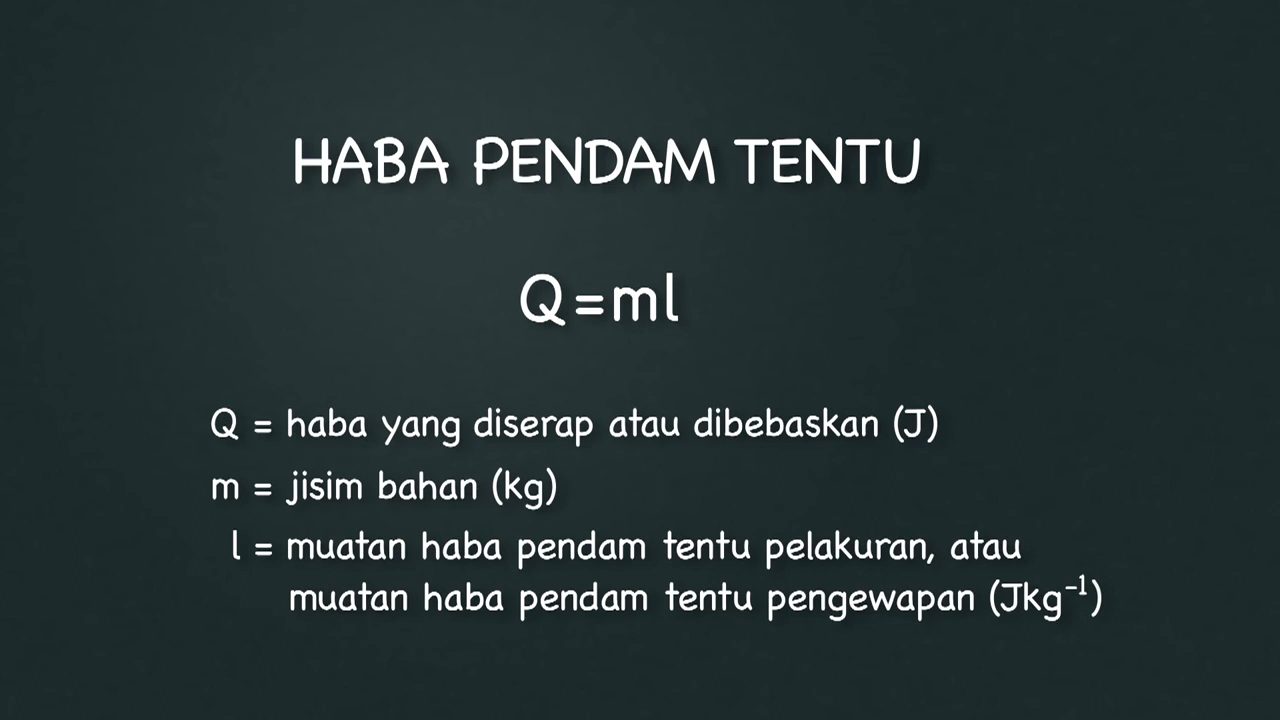 HABA PENDAM TENTU
Q=ml
Q = haba yang diserap atau dibebaskan (J)
m = jisim bahan (kg)
l = muatan haba pendam tentu pelakuran, atau
muatan haba pendam tentu pengewapan (Jkg⁻¹)